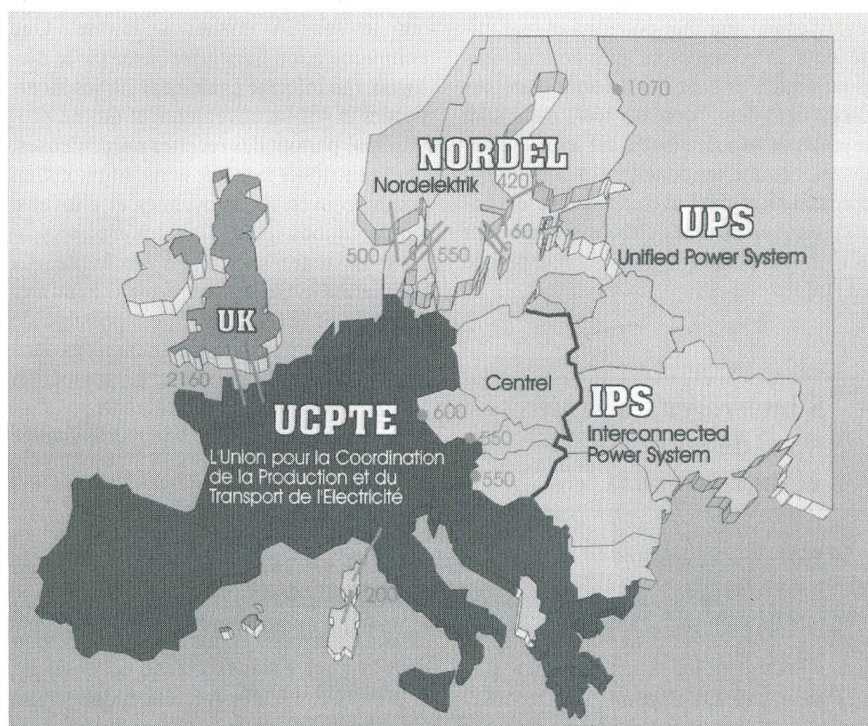 1070
NORDEL
Nordelektrik
420
UPS
160
500
550
Unified Power System
UK
2160
Centrel
IPS
UCPTE
600
550
Interconnected
Power System
L'Union pour la Coordination
de la Production et du
Transport de l'Electricité
550
200